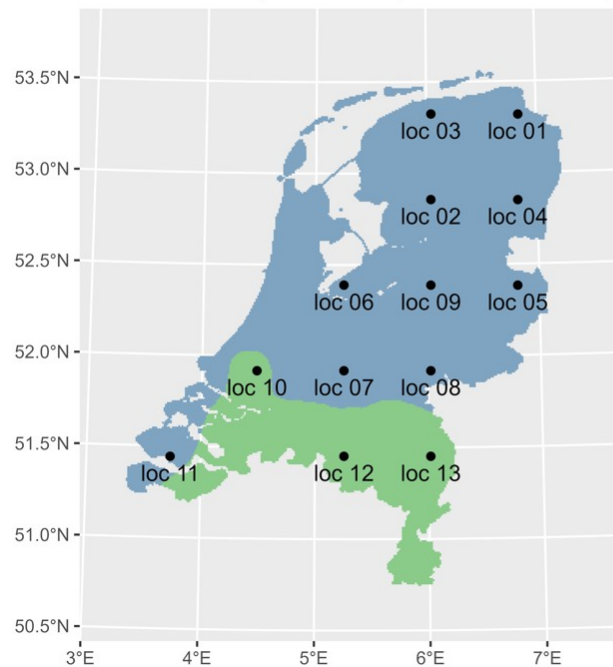 53.5°N
loc 03 loc 01
53.0°N
loc 02 loc 04
52.5°N
loc 06 loc 09 loc 05
52.0°N
loc 10 loc 07 loc 08
51.5°N
loc 11 loc 12 loc 13
51.0°N
50.5°N
3°E 4°E 5°E 6°E 7°E